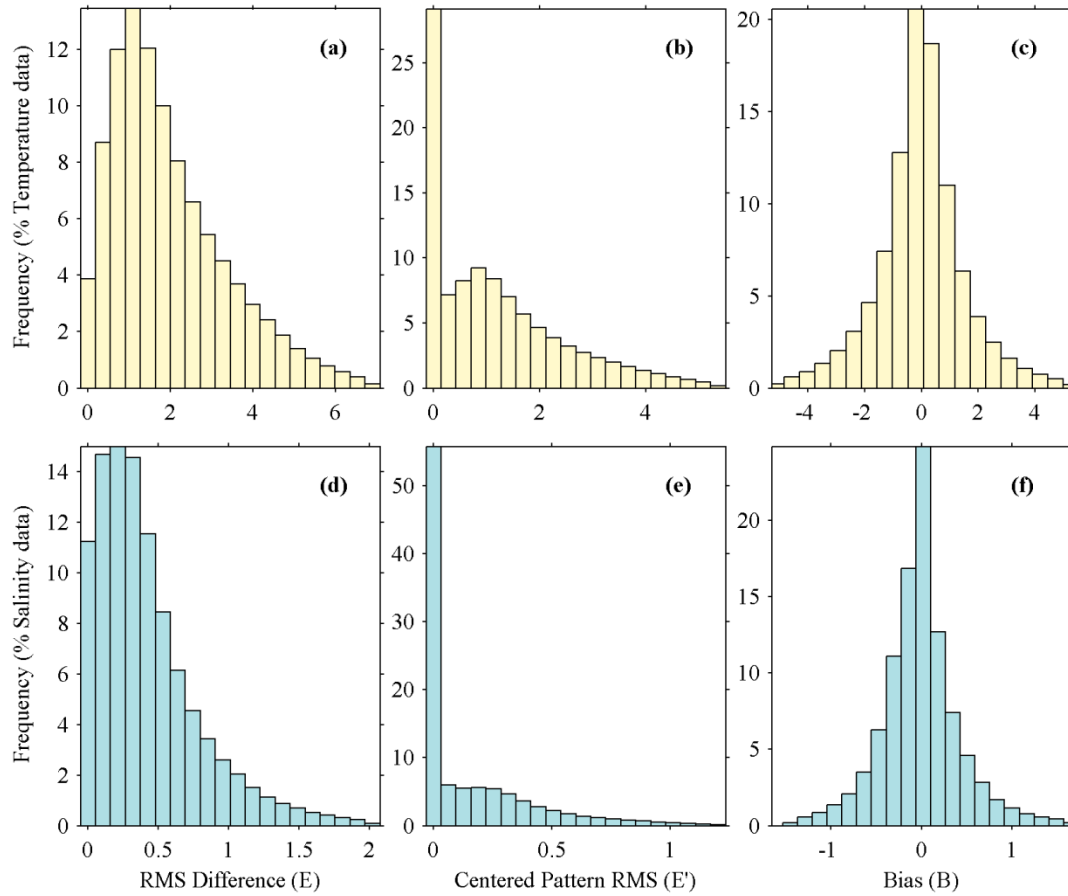 (a)
(b)
(c)
Frequency (% Temperature data)
12
10
8
6
4
2
0
25
20
15
10
5
0
20
15
10
5
0
0 2 4 6
0 2 4
-4 -2 0 2 4
(d)
(e)
(f)
Frequency (% Salinity data)
14
12
10
8
6
4
2
0
50
40
30
20
10
0
20
15
10
5
0
0 0.5 1 1.5 2
0 0.5 1
-1 0 1
RMS Difference (E)
Centered Pattern RMS (E')
Bias (B)